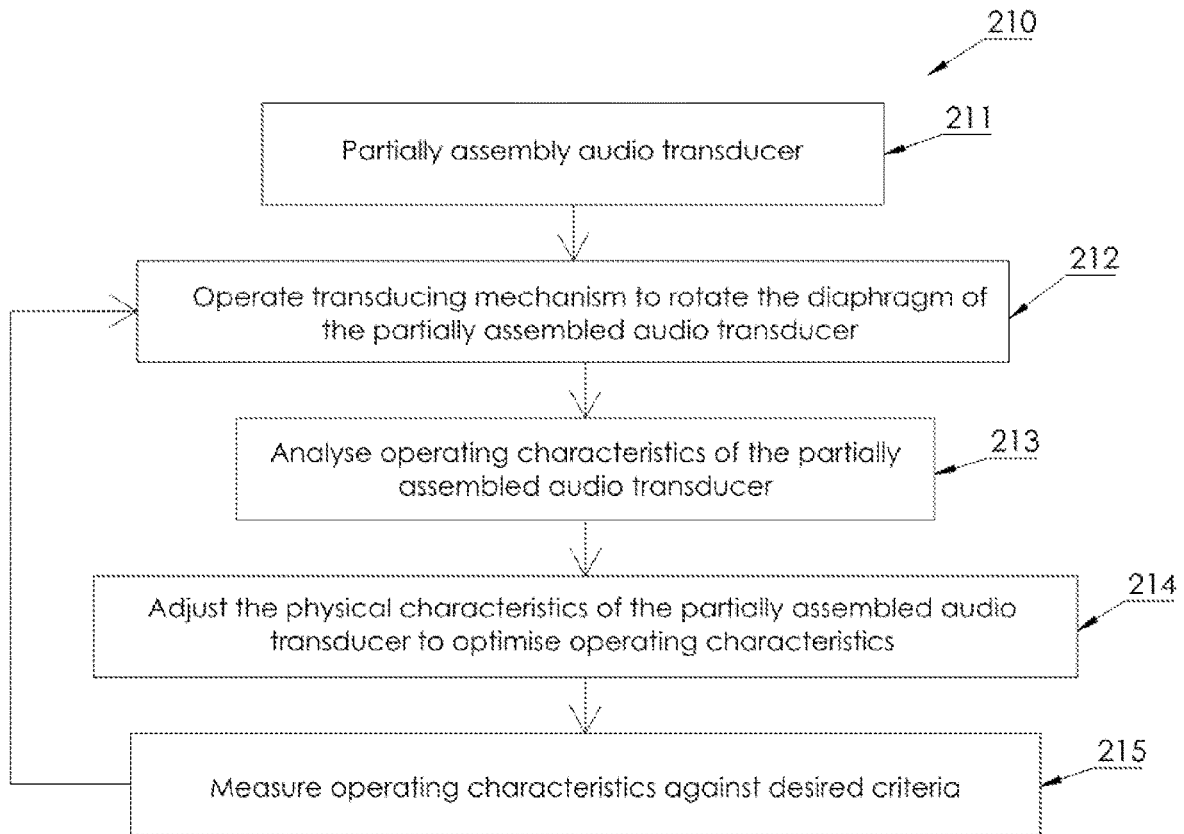 210
Partially assembly audio transducer
211
Operate transducing mechanism to rotate the diaphragm of
the partially assembled audio transducer
212
Analyse operating characteristics of the partially
assembled audio transducer
213
Adjust the physical characteristics of the partially assembled audio
transducer to optimise operating characteristics
214
Measure operating characteristics against desired criteria
215